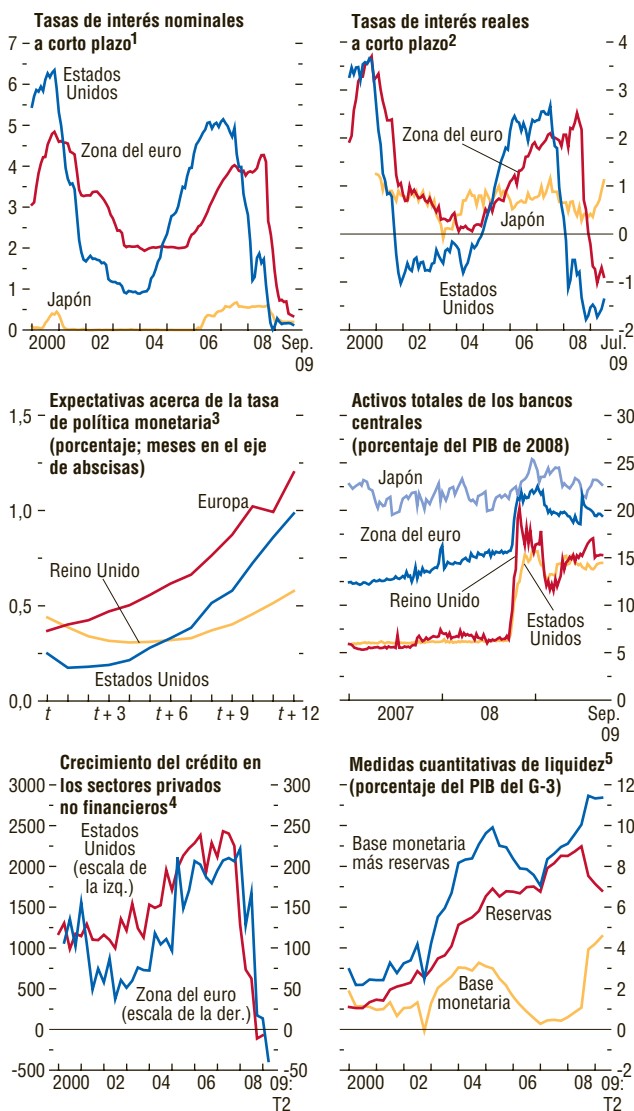 Tasas de interés nominales
a corto plazo1
7
6
5
4
3
2
1
0
Estados
Unidos
Zona del euro
Japón
2000 02 04 06 08 Sep.
09
Tasas de interés reales
a corto plazo2
4
3
2
1
0
-1
-2
Zona del euro
Japón
Estados
Unidos
2000 02 04 06 08 Jul.
09
Expectativas acerca de la tasa
de política monetaria3
(porcentaje; meses en el eje
de abscisas)
1,5
1,0
0,5
0,0
Europa
Reino Unido
Estados Unidos
t t + 3 t + 6 t + 9 t + 12
Activos totales de los bancos
centrales
(porcentaje del PIB de 2008)
30
25
20
15
10
5
0
Japón
Zona del euro
Reino Unido
Estados
Unidos
2007 08 Sep.
09
Crecimiento del crédito en
los sectores privados
no financieros4
3000
2500
2000
1500
1000
500
0
-500
300
250
200
150
100
50
0
-50
Estados
Unidos
(escala de
la izq.)
Zona del euro
(escala de la der.)
2000 02 04 06 08 09:
T2
Medidas cuantitativas de liquidez5
(porcentaje del PIB del G-3)
12
10
8
6
4
2
0
-2
Base monetaria
más reservas
Reservas
Base
monetaria
2000 02 04 06 08 09:
T2